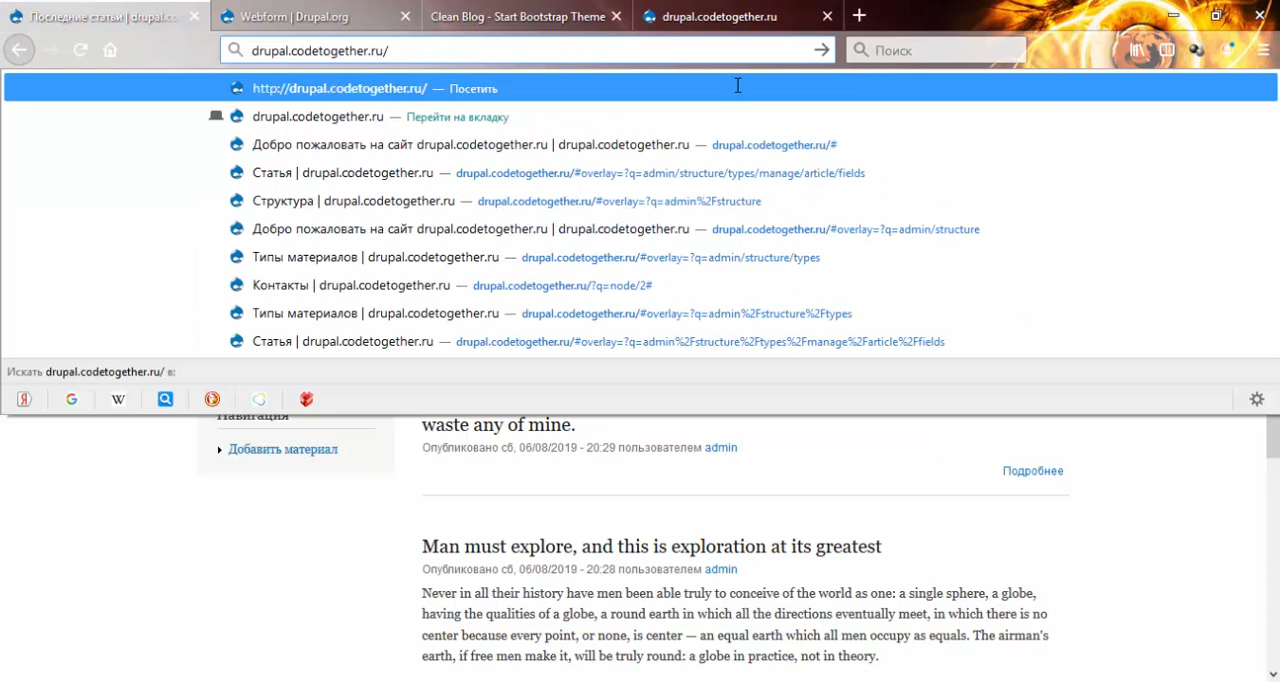 Последние статьи | drupal.co
Webform | Drupal.org
Clean Blog - Start Bootstrap Theme
drupal.codetogether.ru
drupal.codetogether.ru/
Поиск
http://drupal.codetogether.ru/ — Посетить
drupal.codetogether.ru — Перейти на вкладку
Добро пожаловать на сайт drupal.codetogether.ru | drupal.codetogether.ru — drupal.codetogether.ru/#
Статья | drupal.codetogether.ru — drupal.codetogether.ru/#overlay=?q=admin/structure/types/manage/article/fields
Структура | drupal.codetogether.ru — drupal.codetogether.ru/#overlay=?q=admin%2Fstructure
Добро пожаловать на сайт drupal.codetogether.ru | drupal.codetogether.ru — drupal.codetogether.ru/#overlay=?q=admin/structure
Типы материалов | drupal.codetogether.ru — drupal.codetogether.ru/#overlay=?q=admin/structure/types
Контакты | drupal.codetogether.ru — drupal.codetogether.ru/?q=node/2#
Типы материалов | drupal.codetogether.ru — drupal.codetogether.ru/#overlay=?q=admin%2Fstructure%2Ftypes
Статья | drupal.codetogether.ru — drupal.codetogether.ru/#overlay=?q=admin%2Fstructure%2Ftypes%2Fmanage%2Farticle%2Ffields
Искать drupal.codetogether.ru/ в:
Я G W
Навигация
Добавить материал
waste any of mine.
Опубликовано сб, 06/08/2019 - 20:29 пользователем admin
Подробнее
Man must explore, and this is exploration at its greatest
Опубликовано сб, 06/08/2019 - 20:28 пользователем admin
Never in all their history have men been able truly to conceive of the world as one: a single sphere, a globe,
having the qualities of a globe, a round earth in which all the directions eventually meet, in which there is no
center because every point, or none, is center — an equal earth which all men occupy as equals. The airman's
earth, if free men make it, will be truly round: a globe in practice, not in theory.